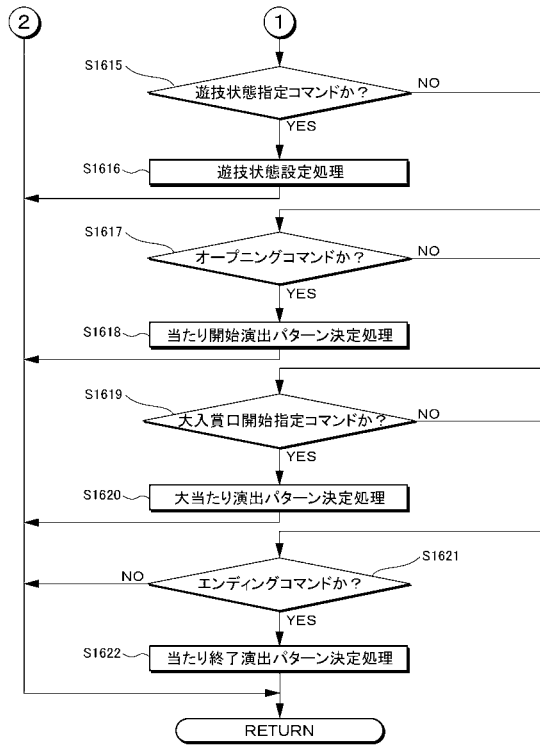 2
1
S1615
遊技状態指定コマンドか?
NO
YES
S1616
遊技状態設定処理
S1617
オープニングコマンドか?
NO
YES
S1618
当たり開始演出パターン決定処理
S1619
大入賞口開始指定コマンドか?
NO
YES
S1620
大当たり演出パターン決定処理
S1621
NO
エンディングコマンドか?
YES
S1622
当たり終了演出パターン決定処理
RETURN